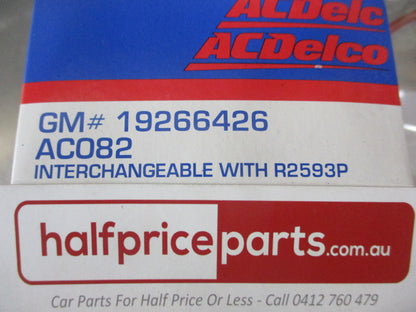 ACDelco
ACDelco
GM# 19266426
AC082
INTERCHANGEABLE WITH R2593P
halfpriceparts.com.au
Car Parts For Half Price Or Less - Call 0412 760 479